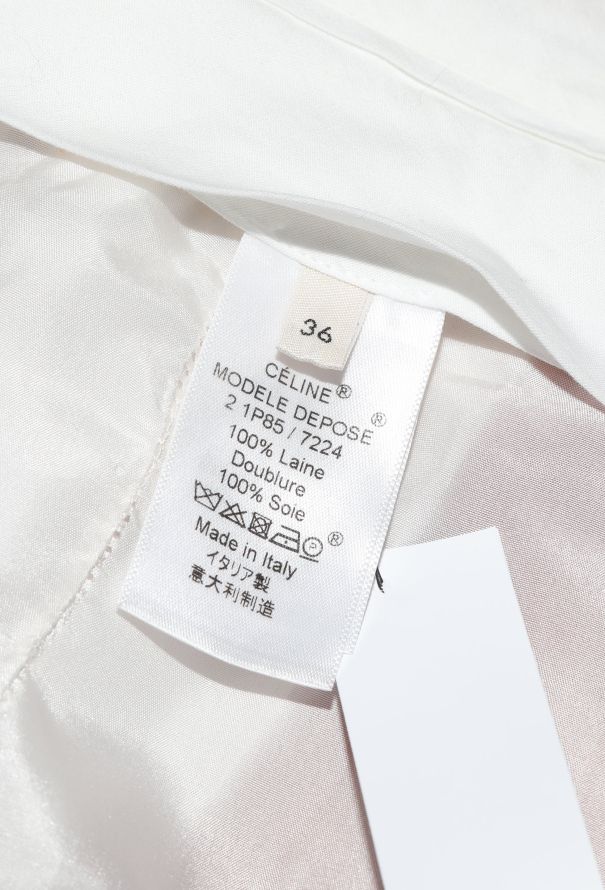 36
CÉLINE®
MODELE DEPOSE®
2 1P85 / 7224
100% Laine
Doublure
100% Soie
P ®
Made in Italy
イタリア製
意大利制造